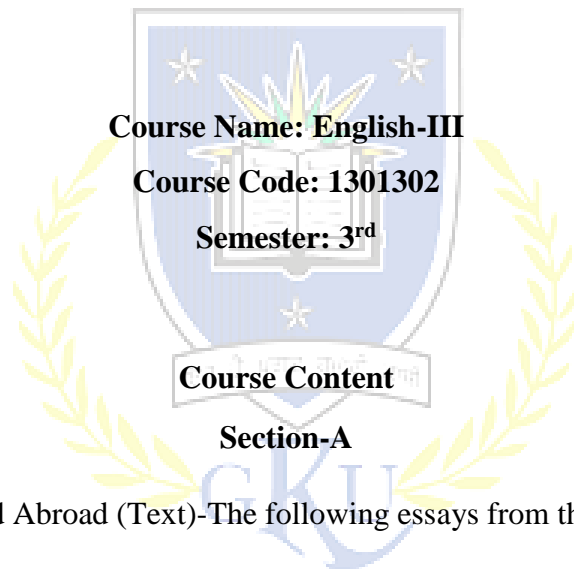 Course Name: English-III
Course Code: 1301302
Semester: 3rd
Course Content
Section-A
GKU
d Abroad (Text)-The following essays from th